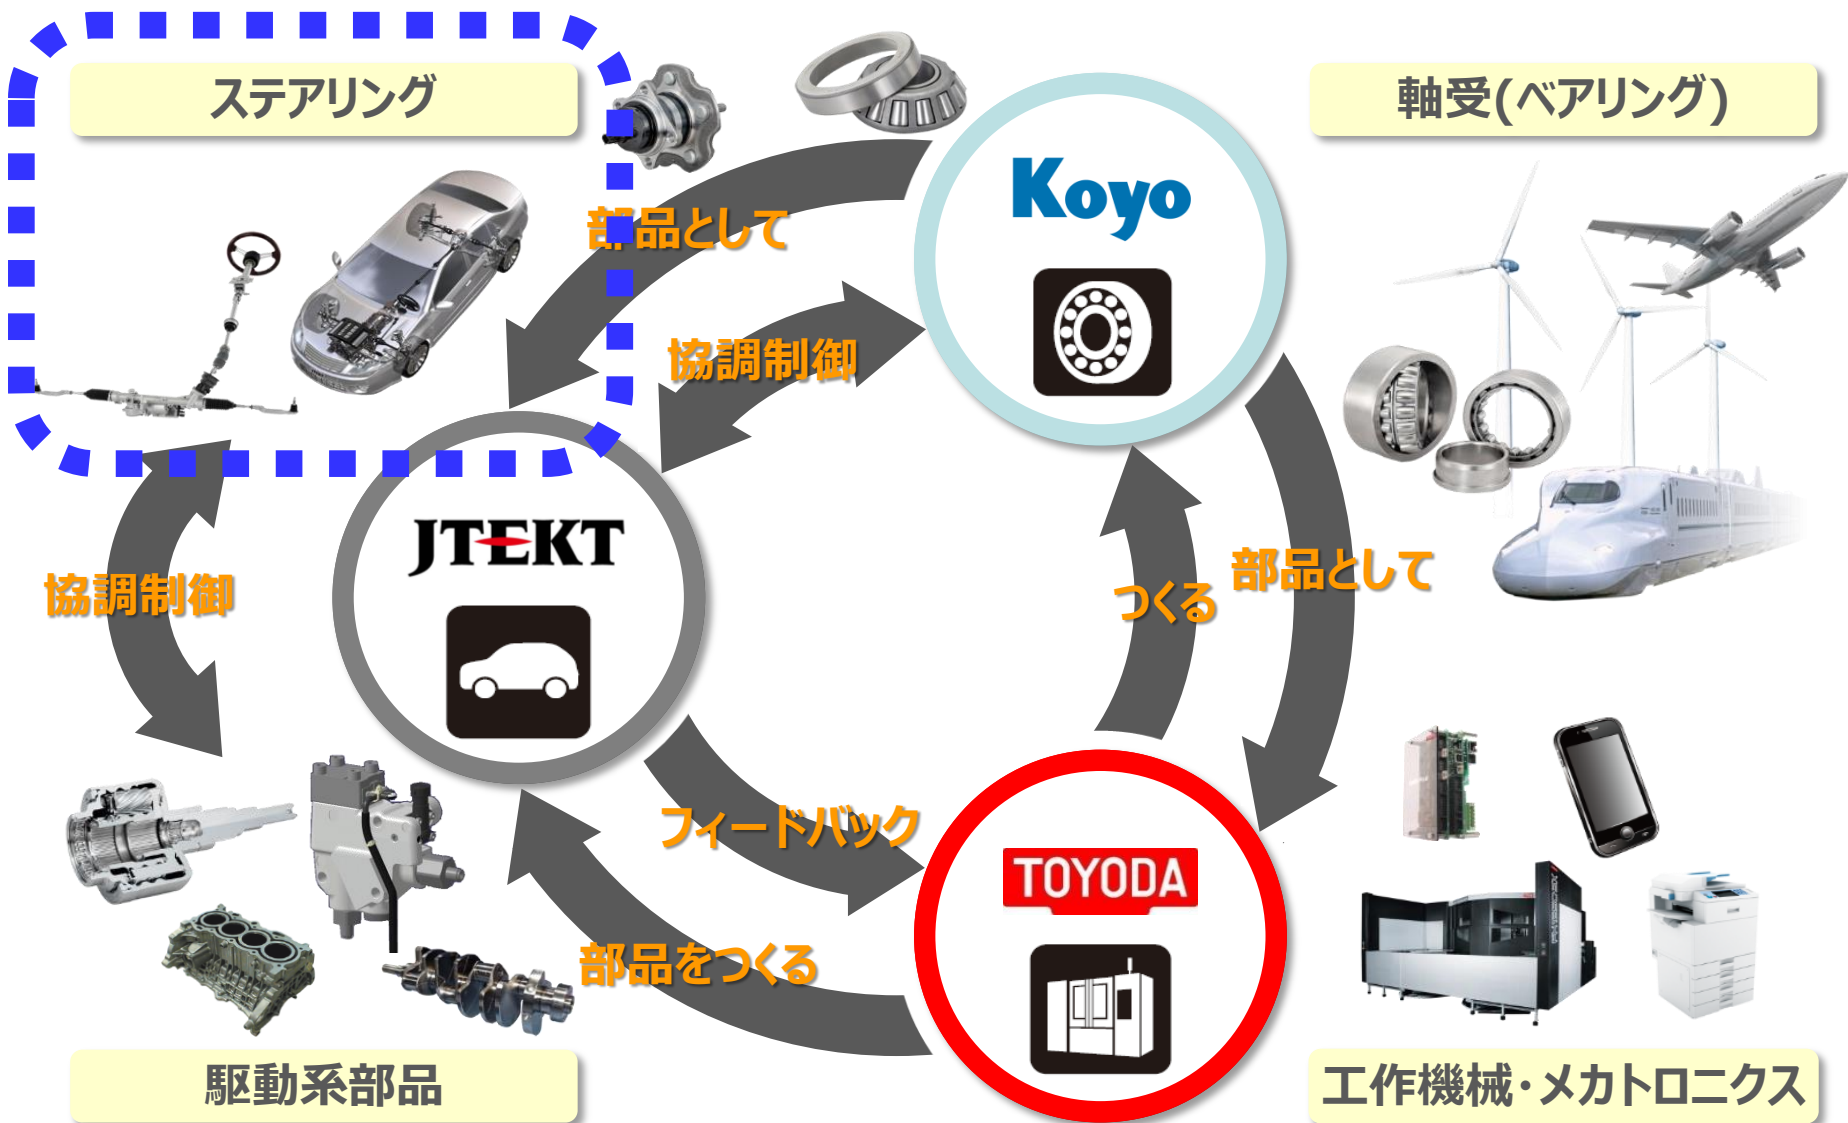 ステアリング
軸受(ベアリング)
Koyo
部品として
協調制御
JTEKT
協調制御
つくる
部品として
フィードバック
TOYODA
部品をつくる
駆動系部品
工作機械・メカトロニクス